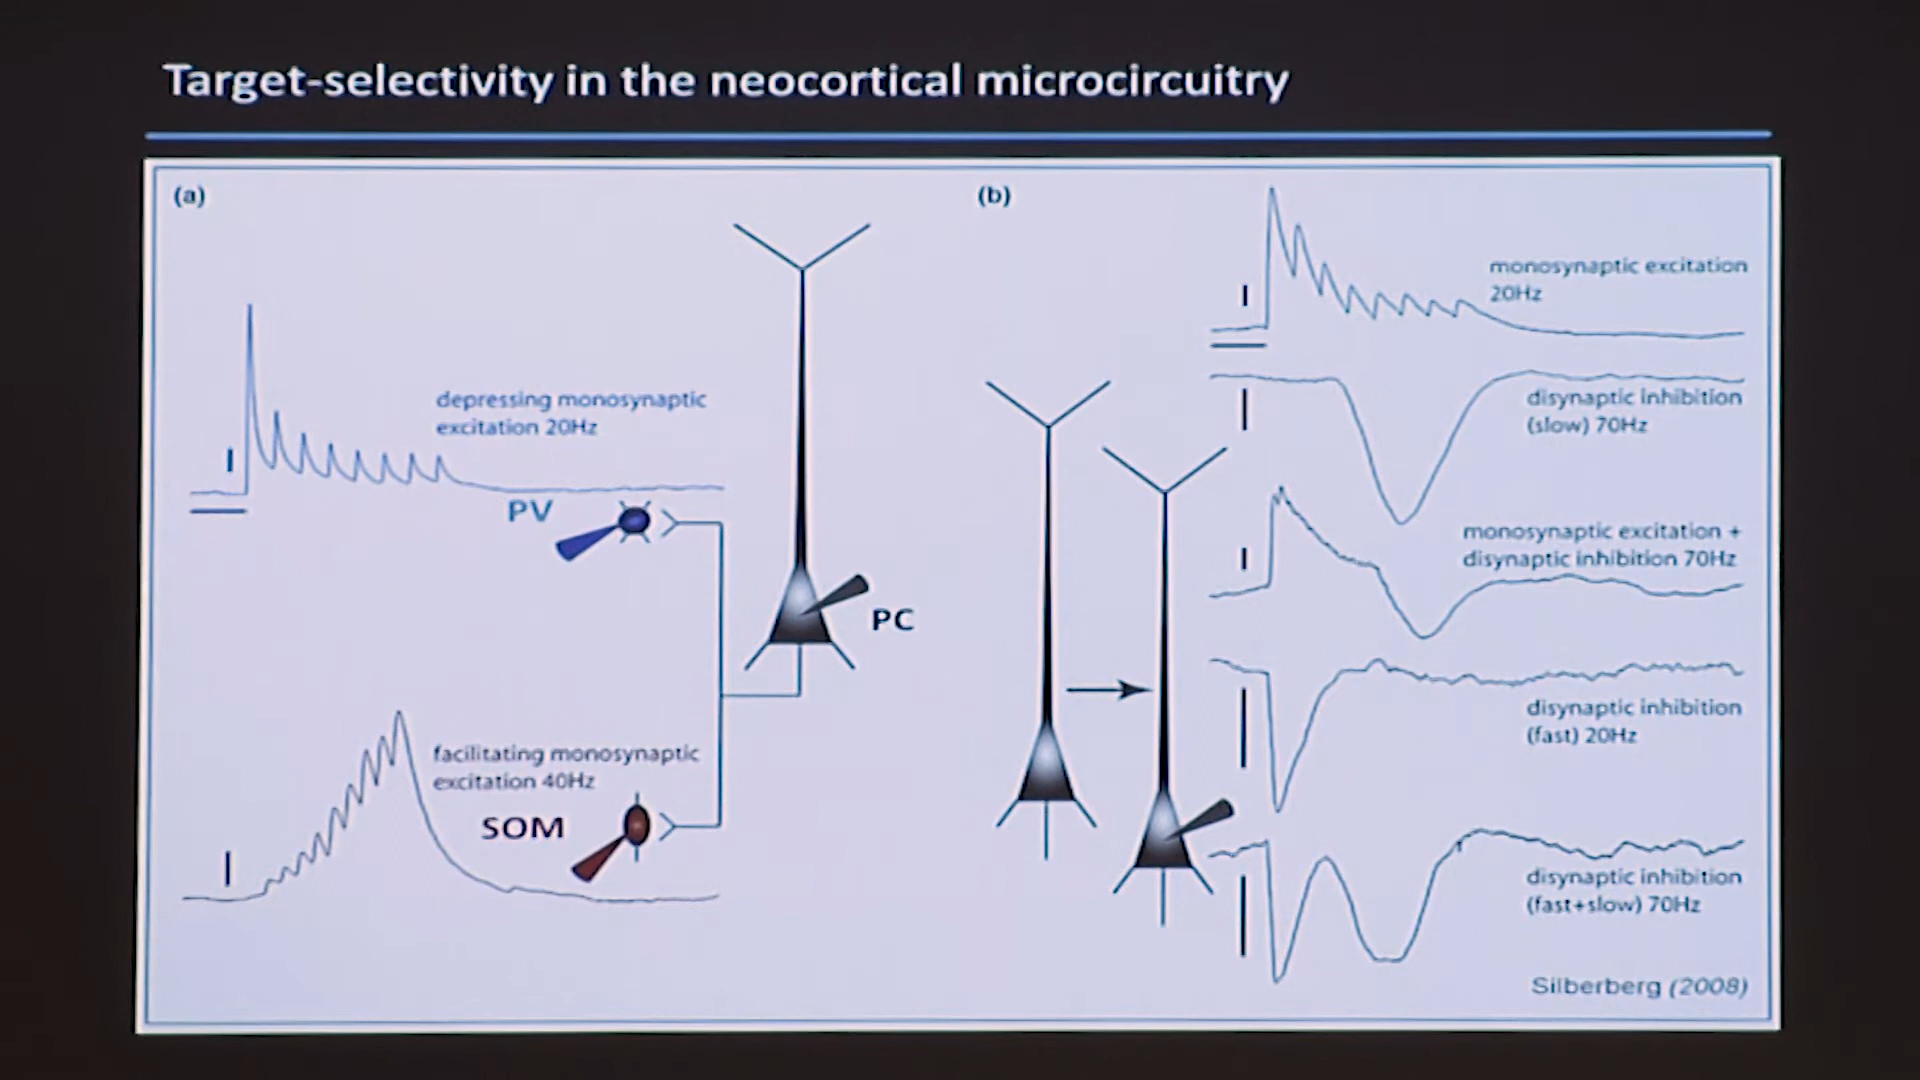 Target-selectivity in the neocortical microcircuitry
(a)
depressing monosynaptic
excitation 20Hz
PV
PC
facilitating monosynaptic
excitation 40Hz
SOM
(b)
monosynaptic excitation
20Hz
disynaptic inhibition
(slow) 70Hz
monosynaptic excitation +
disynaptic inhibition 70Hz
disynaptic inhibition
(fast) 20Hz
disynaptic inhibition
(fast+slow) 70Hz
Silberberg (2008)